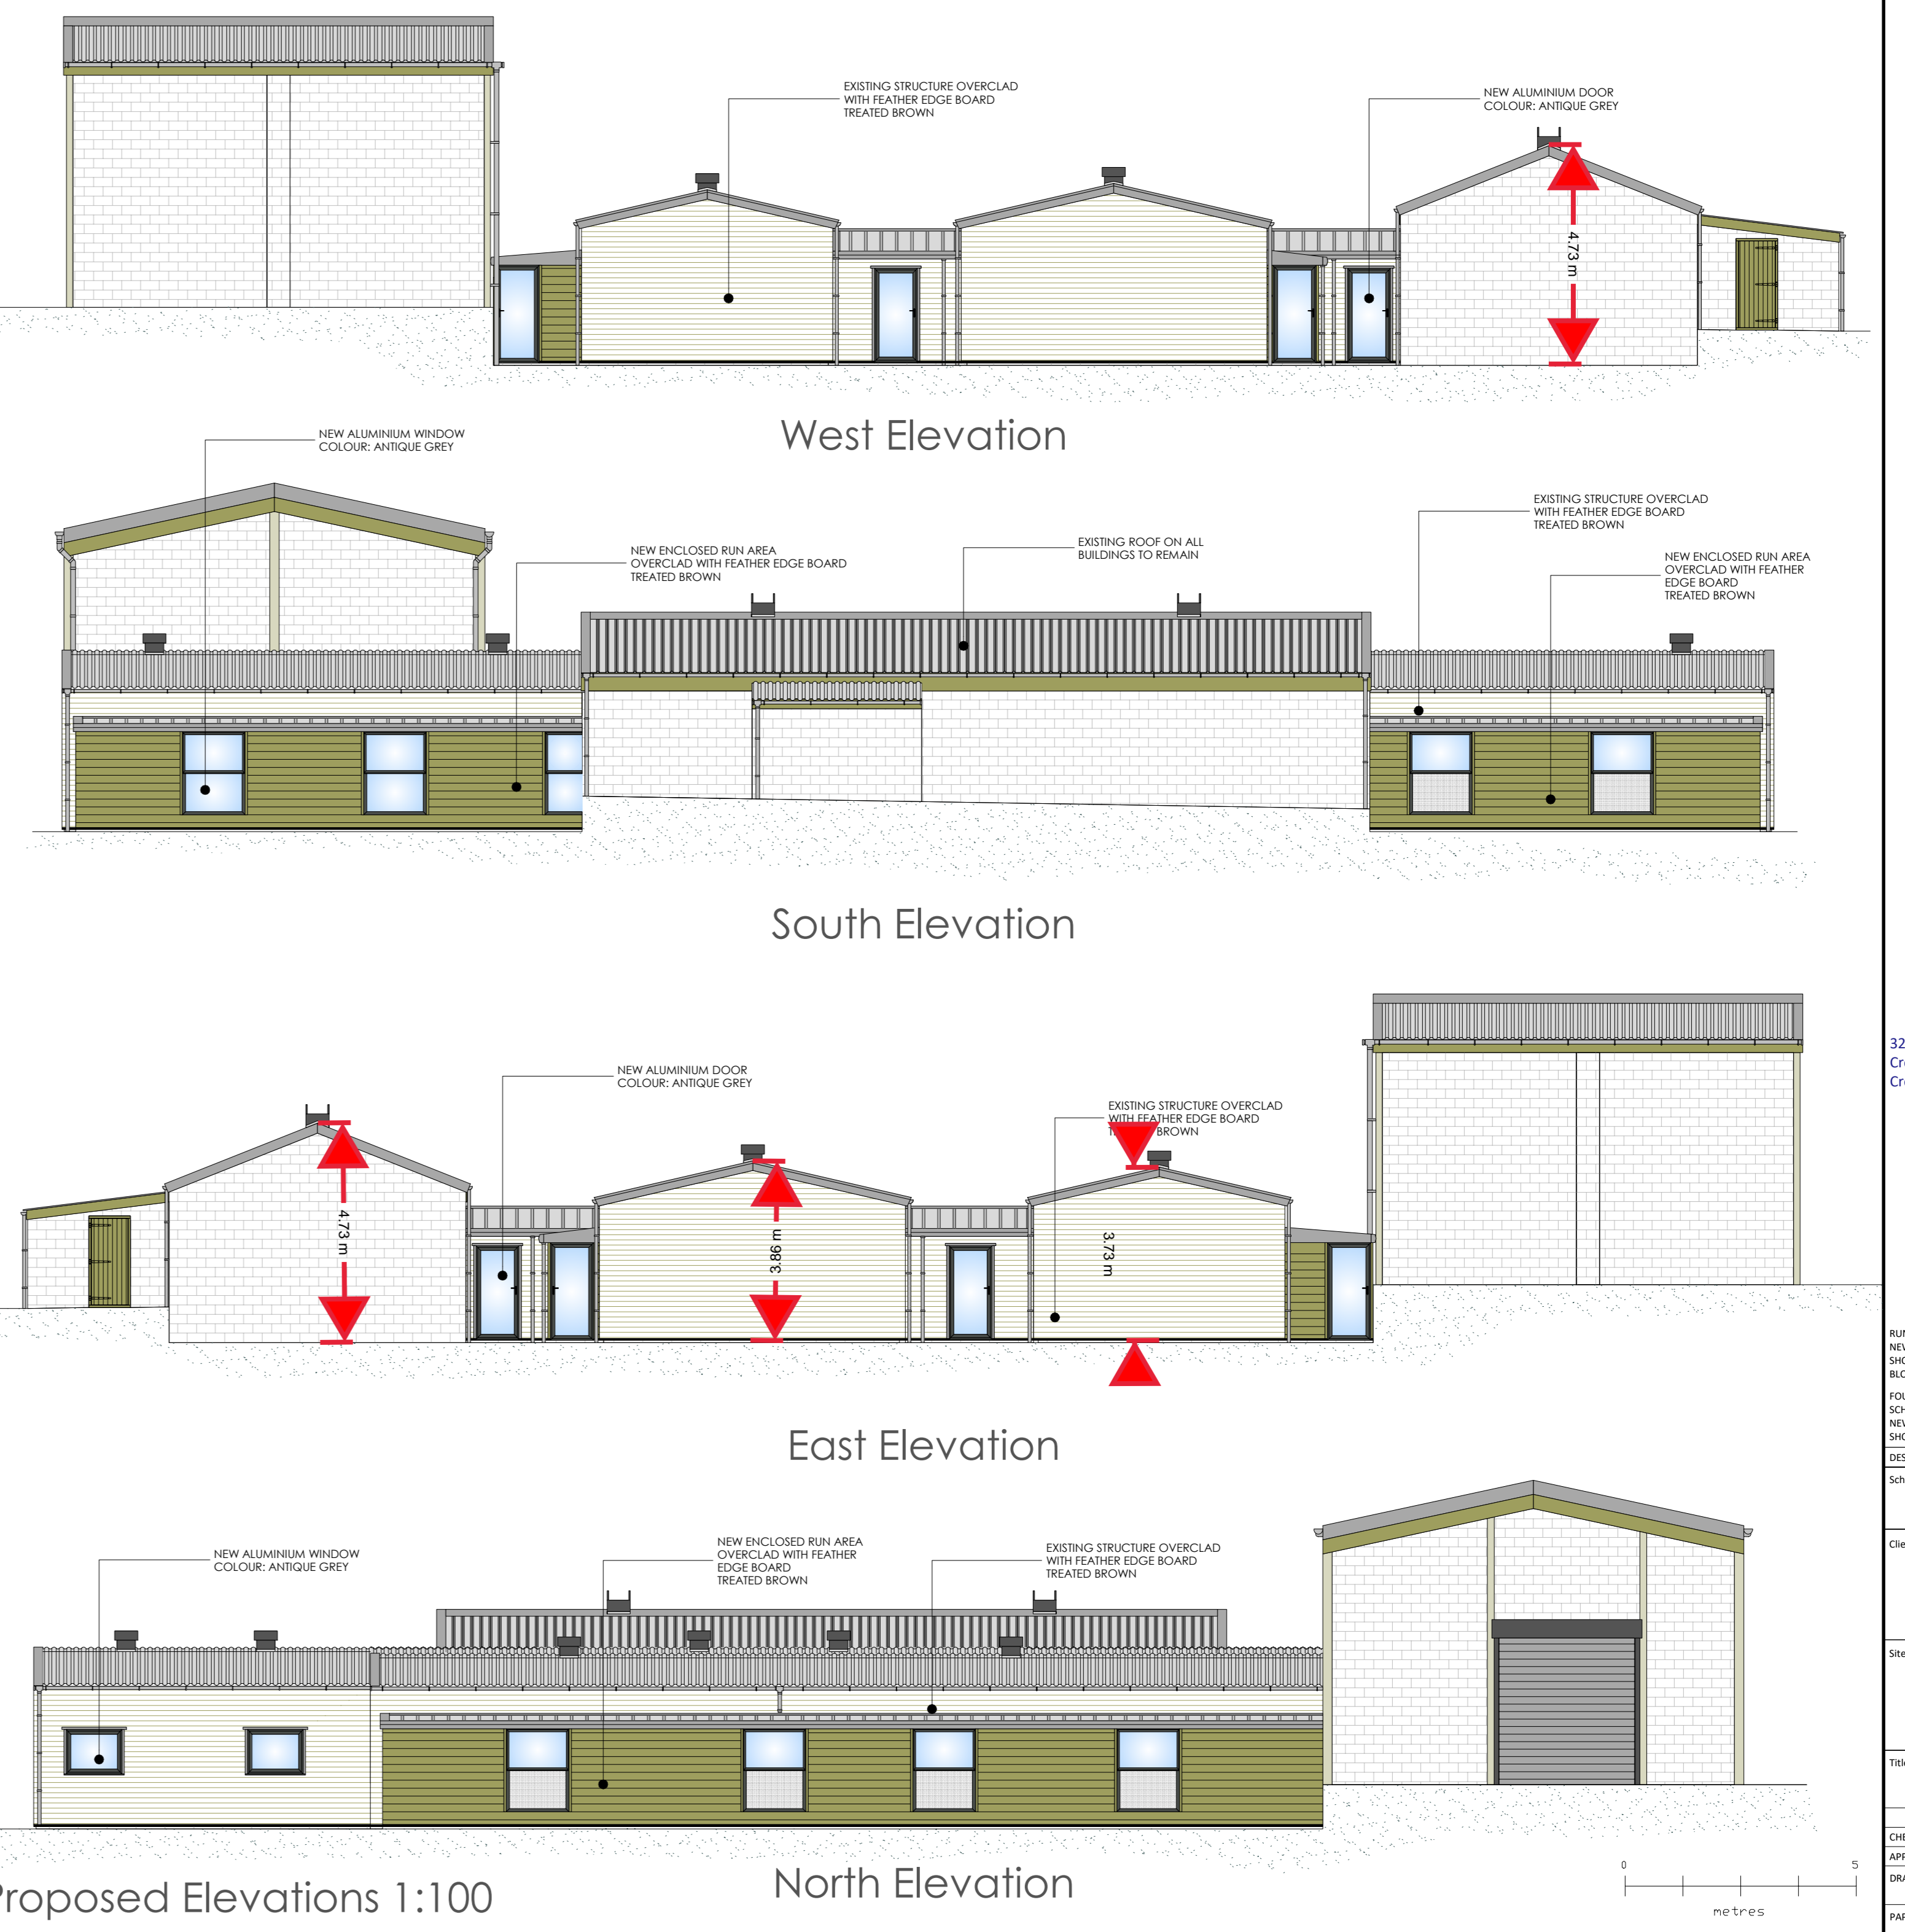 EXISTING STRUCTURE OVERCLAD
WITH FEATHER EDGE BOARD
TREATED BROWN
NEW ALUMINIUM DOOR
COLOUR: ANTIQUE GREY
4.73 m
West Elevation
NEW ALUMINIUM WINDOW
COLOUR: ANTIQUE GREY
NEW ENCLOSED RUN AREA
OVERCLAD WITH FEATHER EDGE BOARD
TREATED BROWN
EXISTING ROOF ON ALL
BUILDINGS TO REMAIN
EXISTING STRUCTURE OVERCLAD
WITH FEATHER EDGE BOARD
TREATED BROWN
NEW ENCLOSED RUN AREA
OVERCLAD WITH FEATHER
EDGE BOARD
TREATED BROWN
South Elevation
NEW ALUMINIUM DOOR
COLOUR: ANTIQUE GREY
EXISTING STRUCTURE OVERCLAD
WITH FEATHER EDGE BOARD
BROWN
4.73 m
3.86 m
3.73 m
East Elevation
NEW ALUMINIUM WINDOW
COLOUR: ANTIQUE GREY
NEW ENCLOSED RUN AREA
OVERCLAD WITH FEATHER
EDGE BOARD
TREATED BROWN
EXISTING STRUCTURE OVERCLAD
WITH FEATHER EDGE BOARD
TREATED BROWN
North Elevation
Proposed Elevations 1:100
0 5
metres
32